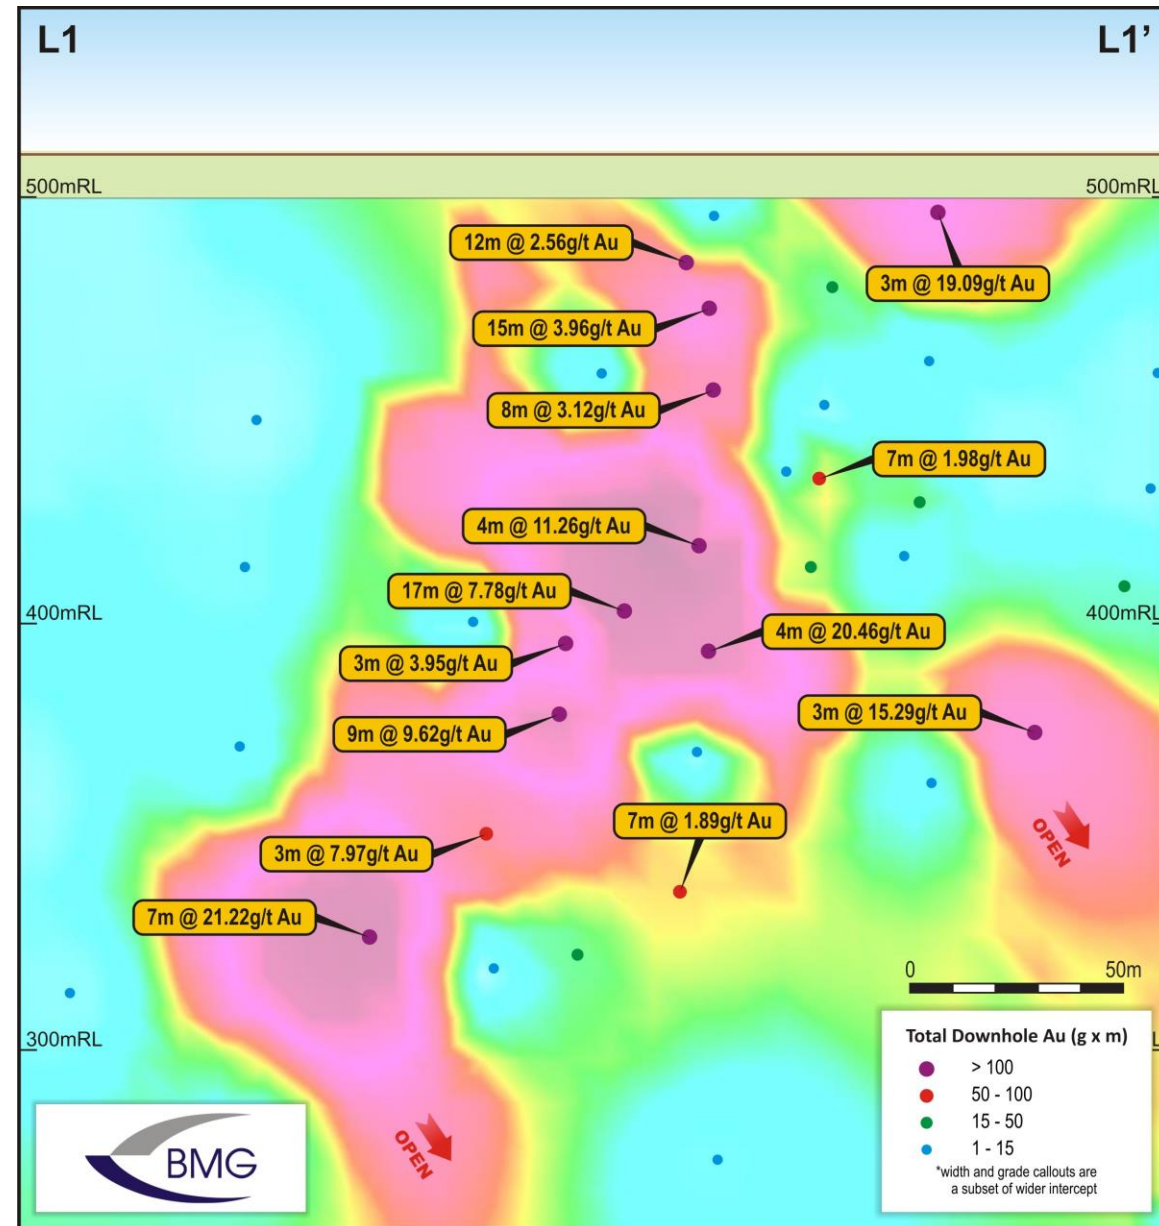 L1
L1’
500mRL
500mRL
12m @ 2.56g/t Au
3m @ 19.09g/t Au
15m @ 3.96g/t Au
8m @ 3.12g/t Au
7m @ 1.98g/t Au
4m @ 11.26g/t Au
17m @ 7.78g/t Au
400mRL
400mRL
4m @ 20.46g/t Au
3m @ 3.95g/t Au
3m @ 15.29g/t Au
9m @ 9.62g/t Au
7m @ 1.89g/t Au
OPEN
3m @ 7.97g/t Au
7m @ 21.22g/t Au
0
50m
300mRL
L
Total Downhole Au (g x m)
> 100
50 - 100
15 - 50
1 - 15
*width and grade callouts are
a subset of wider intercept
OPEN
BMG